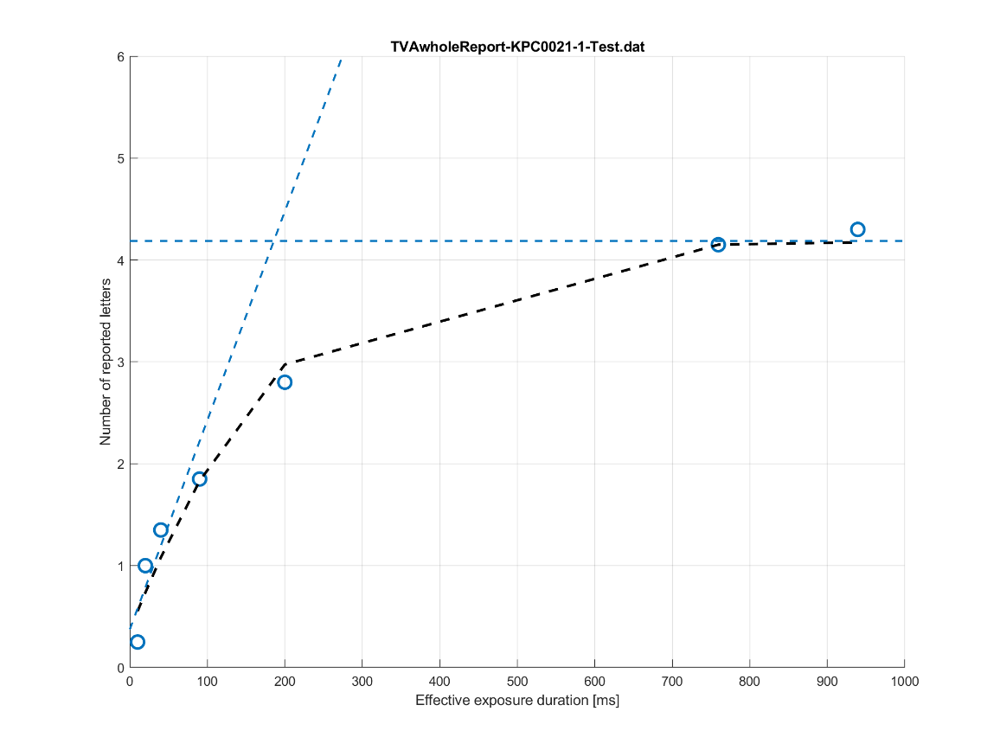 TVAwholeReport-KPC0021-1-Test.dat
6
5
4
3
2
1
0
Number of reported letters
0 100 200 300 400 500 600 700 800 900 1000
Effective exposure duration [ms]